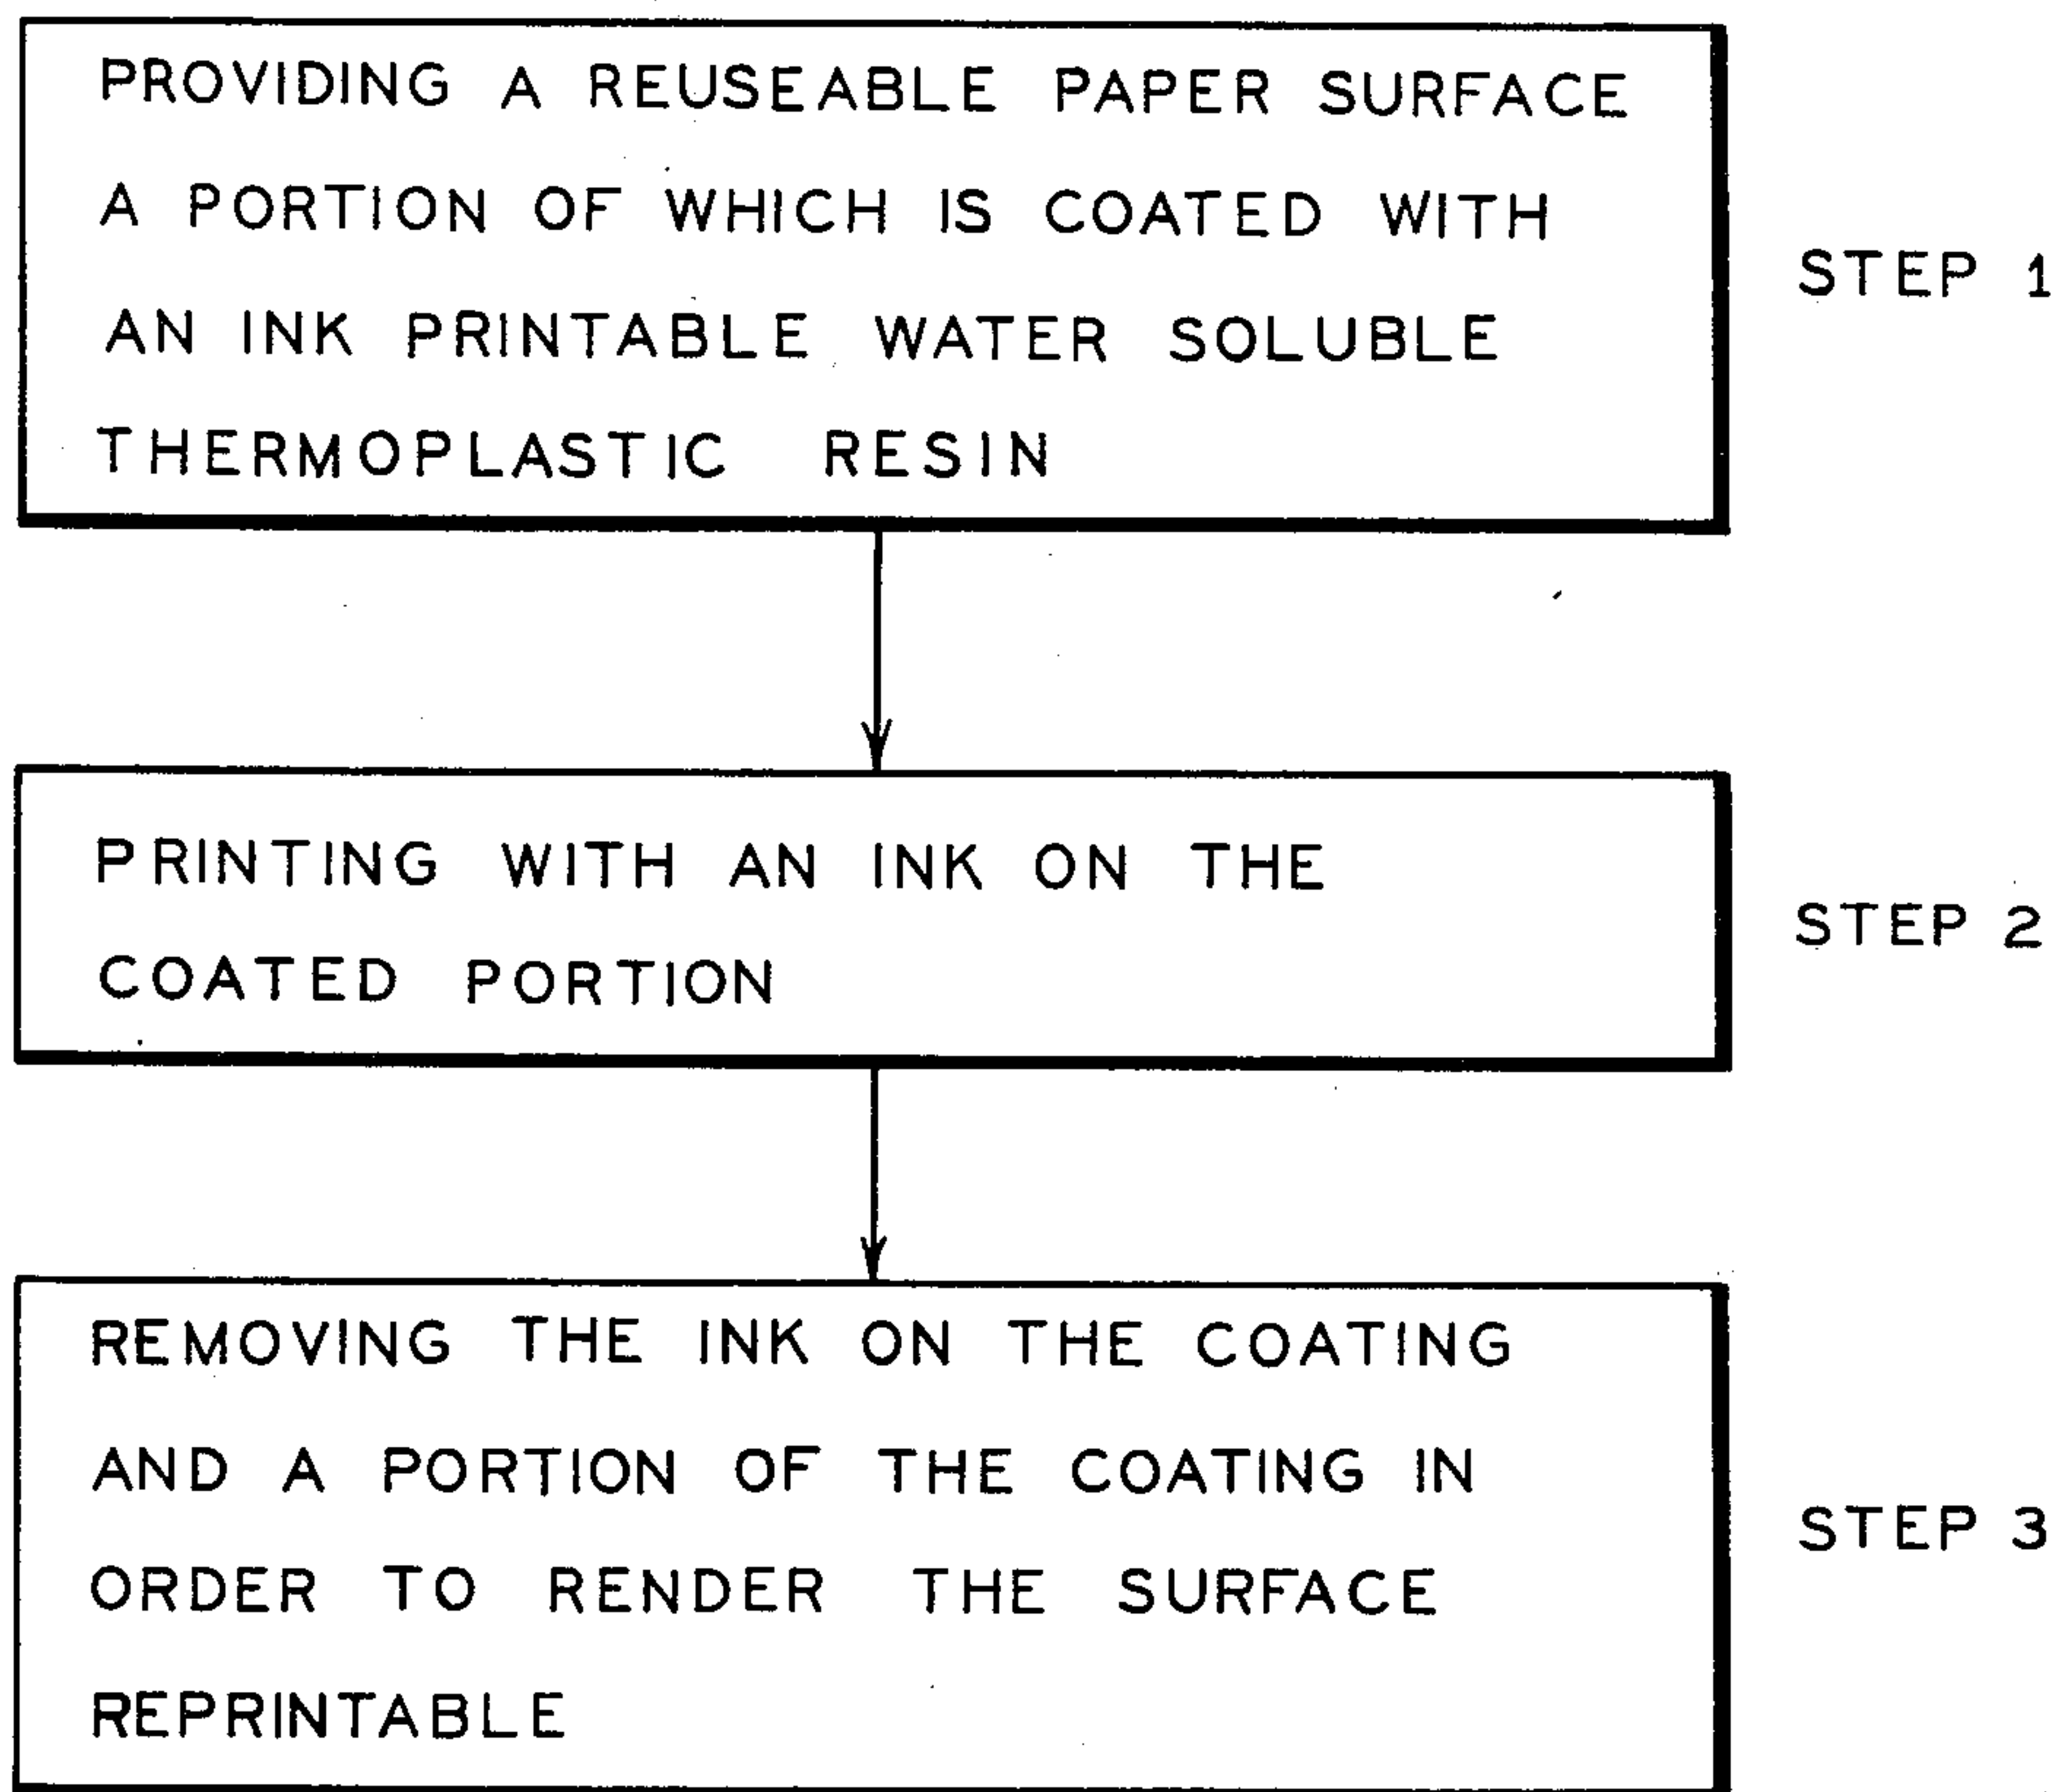 PROVIDING A REUSEABLE PAPER SURFACE
A PORTION OF WHICH IS COATED WITH
AN INK PRINTABLE WATER SOLUBLE
THERMOPLASTIC RESIN
STEP 1
PRINTING WITH AN INK ON THE
COATED PORTION
STEP 2
REMOVING THE INK ON THE COATING
AND A PORTION OF THE COATING IN
ORDER TO RENDER THE SURFACE
REPRINTABLE
STEP 3